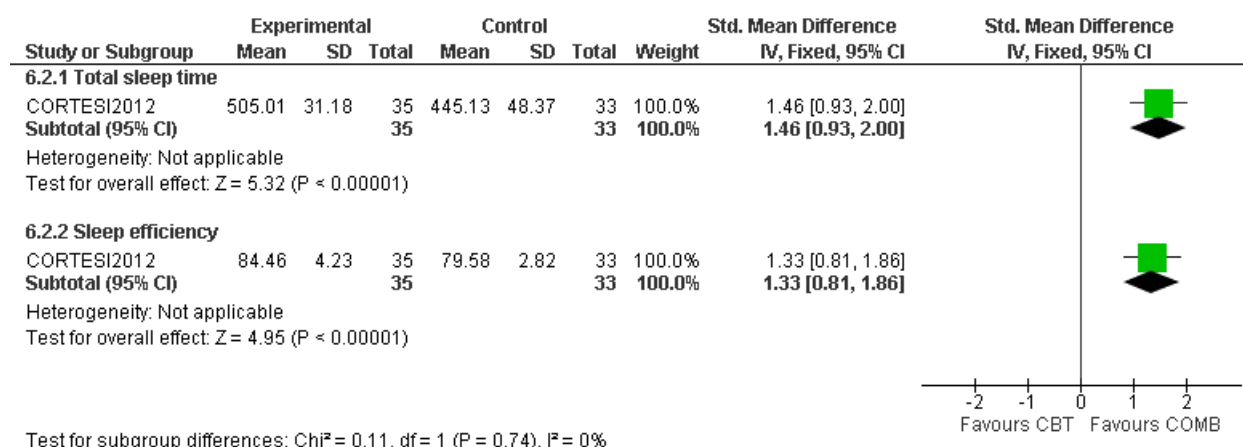 Experimental Control Std. Mean Difference Std. Mean Difference
Study or Subgroup Mean SD Total Mean SD Total Weight IV, Fixed, 95% CI IV, Fixed, 95% CI
6.2.1 Total sleep time
CORTESI2012 505.01 31.18 35 445.13 48.37 33 100.0% 1.46 [0.93, 2.00]
Subtotal (95% CI) 35 33 100.0% 1.46 [0.93, 2.00]
Heterogeneity: Not applicable
Test for overall effect: Z = 5.32 (P < 0.00001)
6.2.2 Sleep efficiency
CORTESI2012 84.46 4.23 35 79.58 2.82 33 100.0% 1.33 [0.81, 1.86]
Subtotal (95% CI) 35 33 100.0% 1.33 [0.81, 1.86]
Heterogeneity: Not applicable
Test for overall effect: Z = 4.95 (P < 0.00001)
-2 -1 0 1 2
Favours CBT Favours COMB
Test for subgroup differences: Chi² = 0.11, df = 1 (P = 0.74), I² = 0%